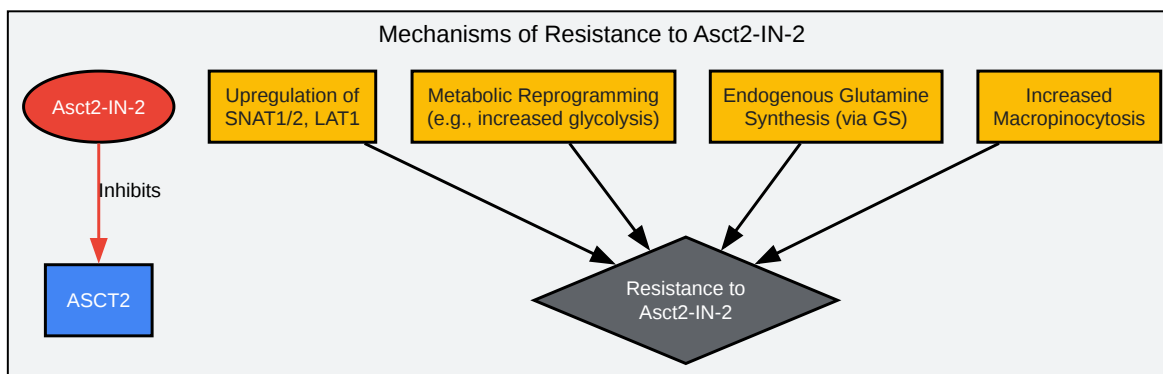 Mechanisms of Resistance to Asct2-IN-2
Asct2-IN-2
Inhibits
ASCT2
Upregulation of
SNAT1/2, LAT1
Metabolic Reprogramming
(e.g., increased glycolysis)
Endogenous Glutamine
Synthesis (via GS)
Increased
Macropinocytosis
Resistance to
Asct2-IN-2